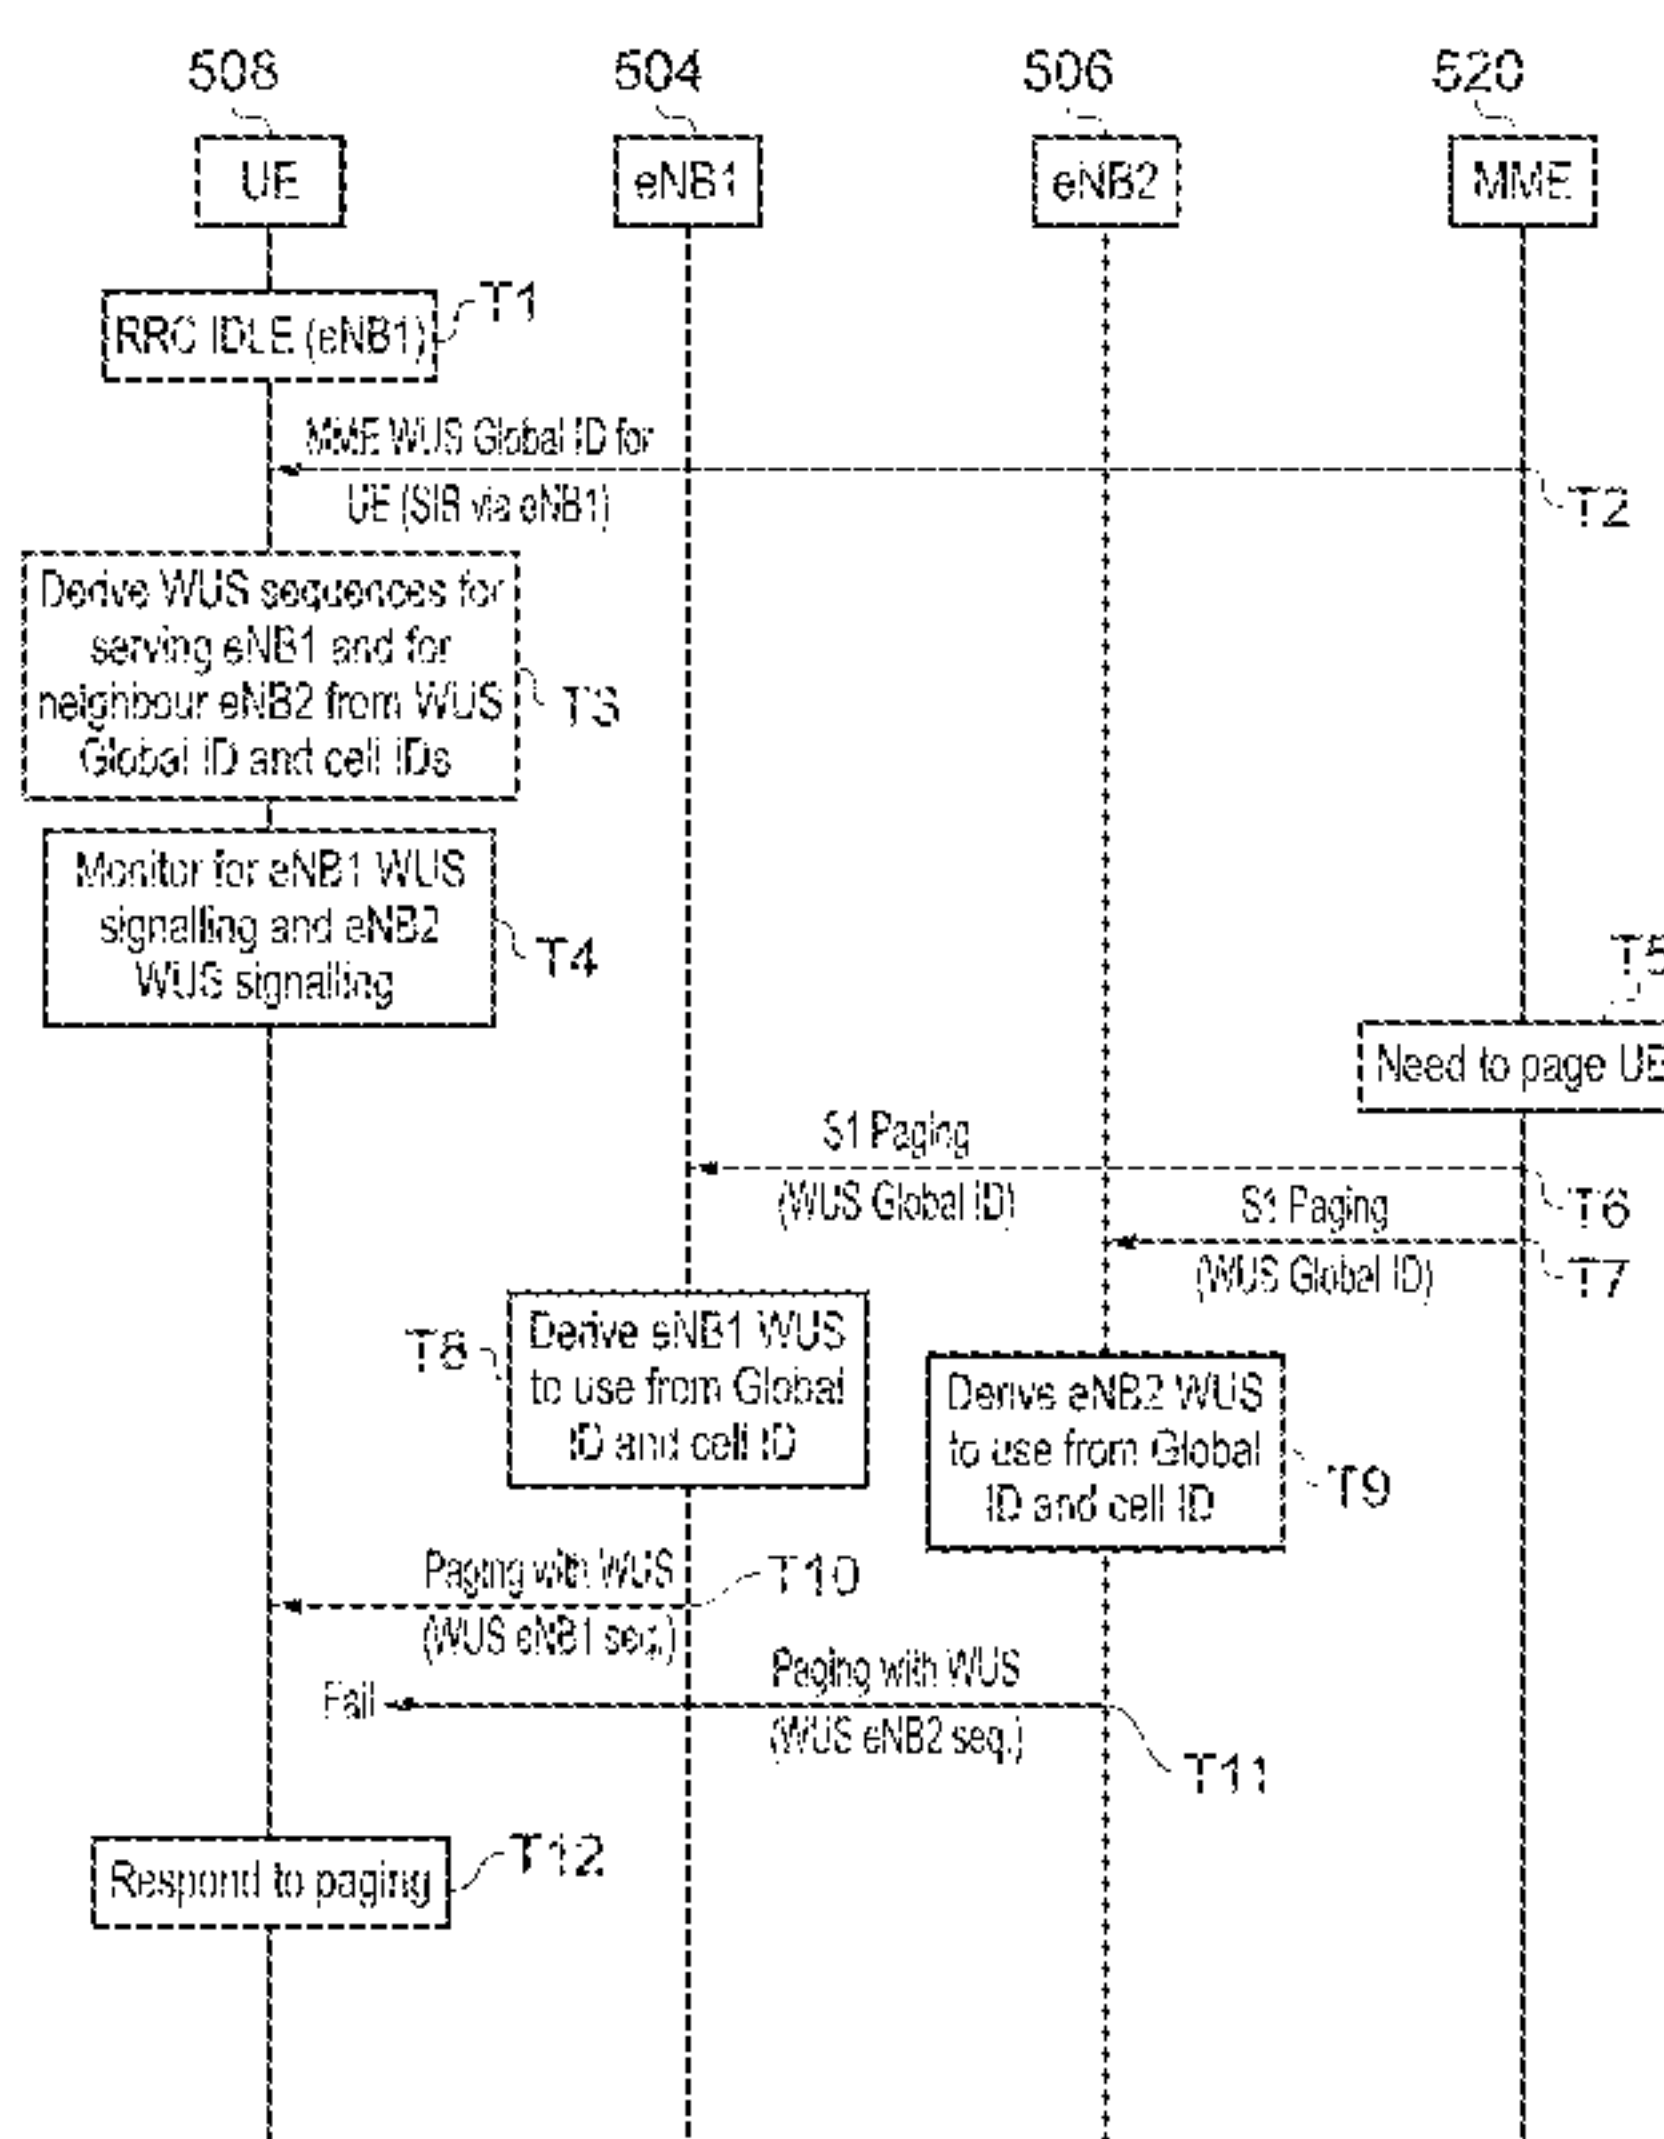 508
504
506
520
UE
eNB1
eNB2
MME
T1
RRC IDLE (eNB1)
MME WUS Global ID for
UE (SIB via eNB1)
T2
Derive WUS sequences for
serving eNB1 and for
neighbour eNB2 from WUS
Global ID and cell IDs
T3
Monitor for eNB1 WUS
signalling and eNB2
WUS signalling
T4
T5
Need to page UE
S1 Paging
(WUS Global ID)
T6
S1 Paging
(WUS Global ID)
T7
T8
Derive eNB1 WUS
to use from Global
ID and cell ID
Derive eNB2 WUS
to use from Global
ID and cell ID
T9
Paging with WUS
(WUS eNB1 seq.)
T10
Paging with WUS
(WUS eNB2 seq.)
Fail
T11
Respond to paging
T12